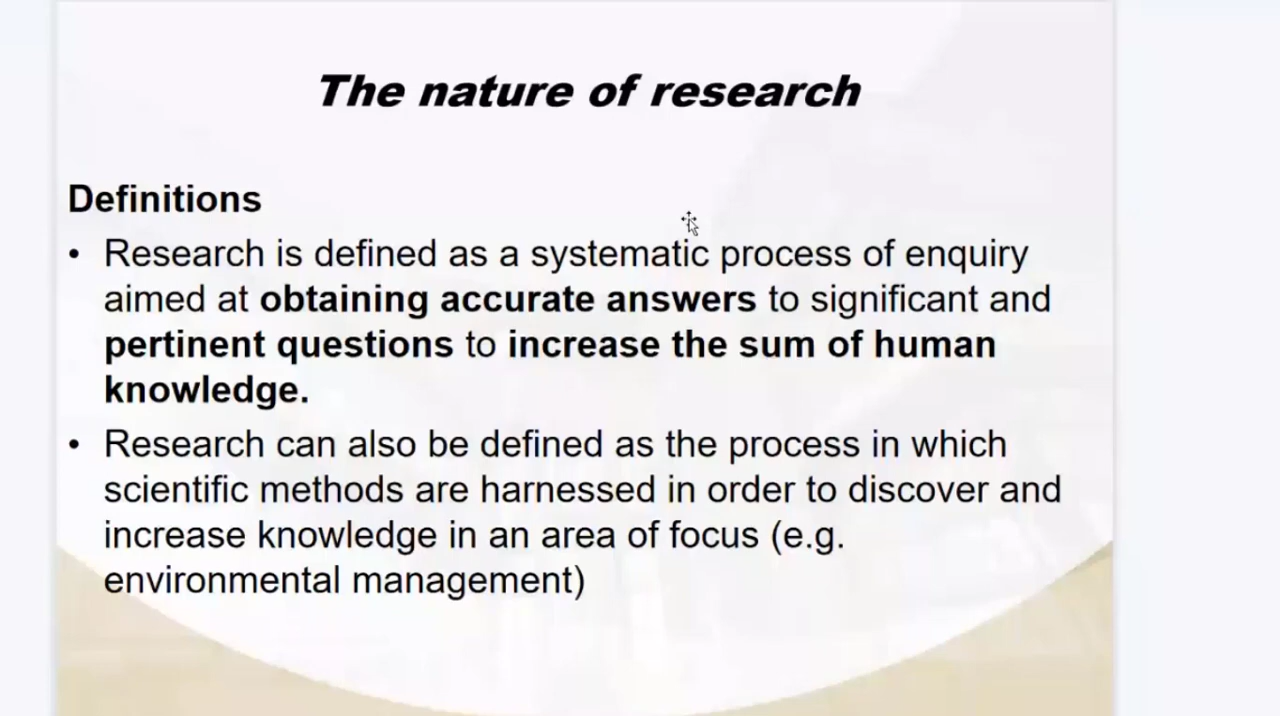 The nature of research
Definitions
• Research is defined as a systematic process of enquiry
aimed at obtaining accurate answers to significant and
pertinent questions to increase the sum of human
knowledge.
• Research can also be defined as the process in which
scientific methods are harnessed in order to discover and
increase knowledge in an area of focus (e.g.
environmental management)